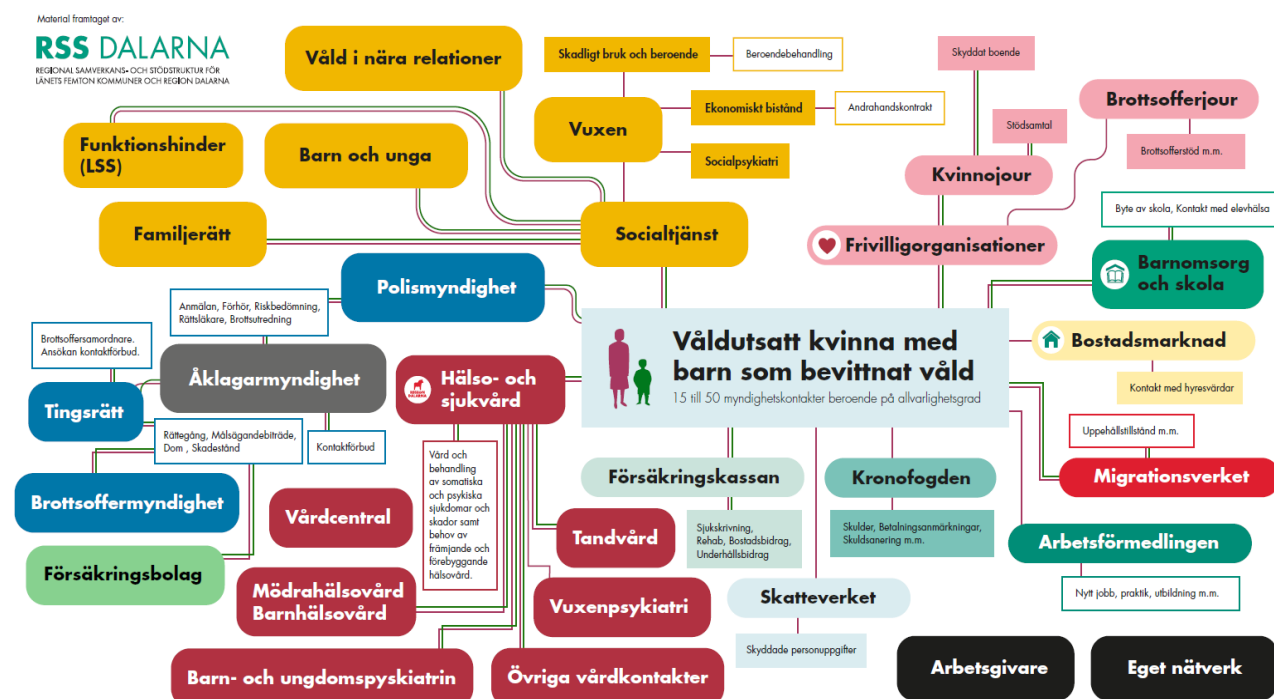 Material framtaget av:
RSS DALARNA
REGIONAL SAMVERKANS- OCH STÖDSTRUKTUR FÖR
LÄNETS FEMTON KOMMUNER OCH REGION DALARNA
Våld i nära relationer
Skadligt bruk och beroende
Beroendebehandling
Ekonomiskt bistånd
Andrahandskontrakt
Vuxen
Socialpsykiatri
Funktionshinder
(LSS)
Barn och unga
Familjerätt
Socialtjänst
Skyddat boende
Stödsamtal
Kvinnojour
Brottsofferjour
Brottsofferstöd m.m.
Frivilligorganisationer
Byte av skola, Kontakt med elevhälsa
Barnomsorg
och skola
Polismyndighet
Anmälan, Förhör, Riskbedömning,
Rättsläkare, Brottsutredning
Brottsoffersamordnare.
Ansökan kontaktförbud.
Åklagarmyndighet
Tingsrätt
Rättegång, Målsägandebiträde,
Dom , Skadestånd
Kontaktförbud
Brottsoffermyndighet
Försäkringsbolag
Våldutsatt kvinna med
barn som bevittnat våld
15 till 50 myndighetskontakter beroende på allvarlighetsgrad
Bostadsmarknad
Kontakt med hyresvärdar
Uppehållstillstånd m.m.
Migrationsverket
Arbetsförmedlingen
Nytt jobb, praktik, utbildning m.m.
Hälso- och
sjukvård
Vård och
behandling
av somatiska
och psykiska
sjukdomar och
skador samt
behov av
främjande och
förebyggande
hälsovård.
Vårdcentral
Mödrahälsovård
Barnhälsovård
Barn- och ungdomspyskiatrin
Tandvård
Vuxenpsykiatri
Övriga vårdkontakter
Försäkringskassan
Sjukskrivning,
Rehab, Bostadsbidrag,
Underhållsbidrag
Kronofogden
Skulder, Betalningsanmärkningar,
Skuldsanering m.m.
Skatteverket
Skyddade personuppgifter
Arbetsgivare
Eget nätverk